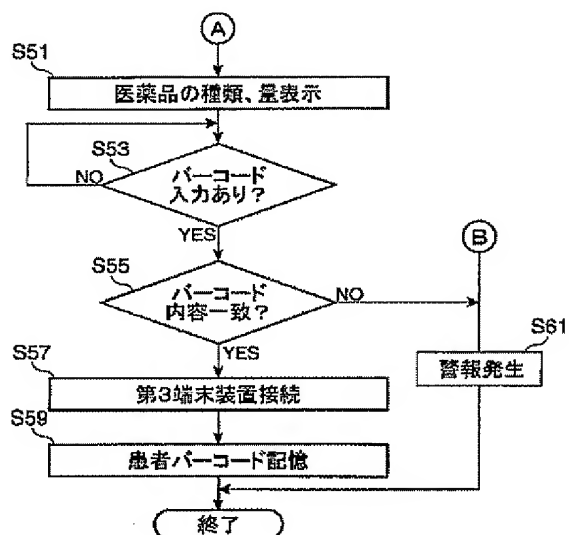 A
S51
医薬品の種類、量表示
S53
バーコード
入力あり?
NO
YES
B
S55
バーコード
内容一致?
NO
YES
S61
警報発生
S57
第3端末装置接続
S59
患者バーコード記憶
終了